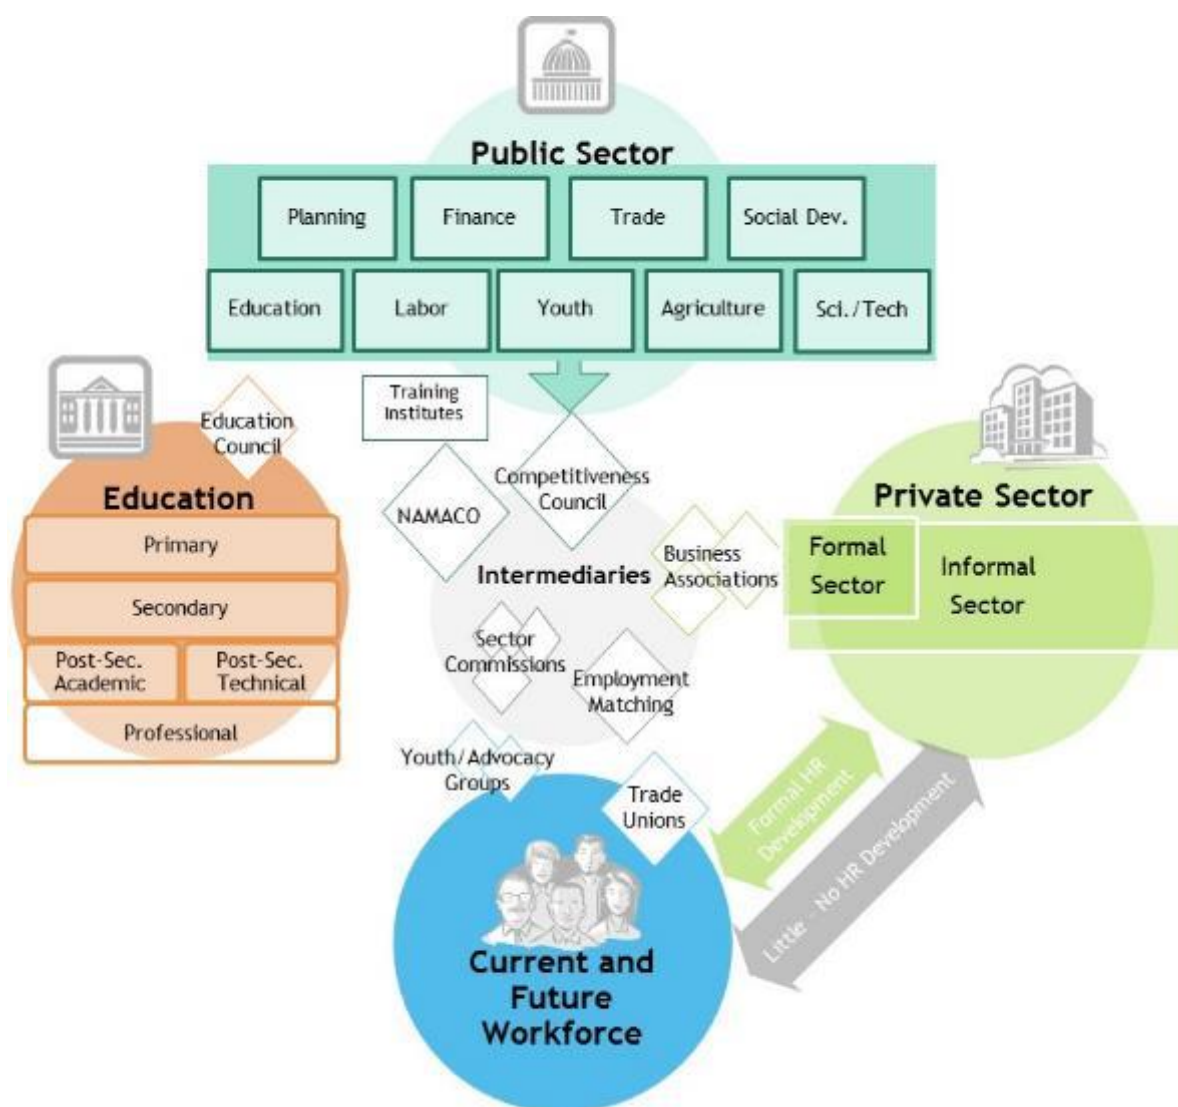 Public Sector
Planning
Finance
Trade
Social Dev.
Education
Labor
Youth
Agriculture
Sci./Tech
Training
Institutes
Education
Council
Competitiveness
Council
NAMACO
Education
Primary
Secondary
Post-Sec.
Academic
Post-Sec.
Technical
Professional
Intermediaries
Business
Associations
Sector
Commissions
Employment
Matching
Private Sector
Formal
Sector
Informal
Sector
Youth/Advocacy
Groups
Trade
Unions
Formal HR
Development
Little - No HR Development
Current and
Future
Workforce